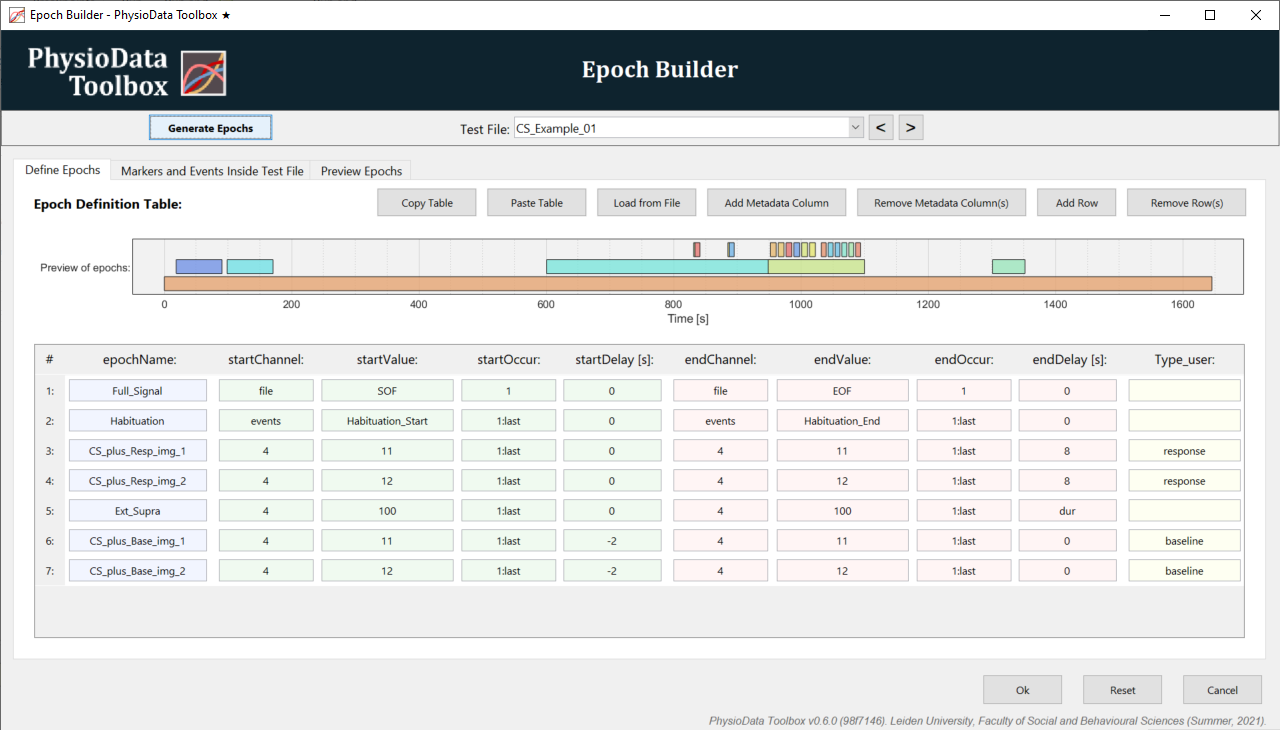 Epoch Builder - PhysioData Toolbox ★
PhysioData
Toolbox
Epoch Builder
Generate Epochs
Test File: CS_Example_01 < >
Define Epochs Markers and Events Inside Test File Preview Epochs
Epoch Definition Table: Copy Table Paste Table Load from File Add Metadata Column Remove Metadata Column(s) Add Row Remove Row(s)
Preview of epochs:
0 200 400 600 800 1000 1200 1400 1600
Time [s]
# epochName: startChannel: startValue: startOccur: startDelay [s]: endChannel: endValue: endOccur: endDelay [s]: Type_user:
1: Full_Signal file SOF 1 0 file EOF 1 0
2: Habituation events Habituation_Start 1:last 0 events Habituation_End 1:last 0
3: CS_plus_Resp_img_1 4 11 1:last 0 4 11 1:last 8 response
4: CS_plus_Resp_img_2 4 12 1:last 0 4 12 1:last 8 response
5: Ext_Supra 4 100 1:last 0 4 100 1:last dur
6: CS_plus_Base_img_1 4 11 1:last -2 4 11 1:last 0 baseline
7: CS_plus_Base_img_2 4 12 1:last -2 4 12 1:last 0 baseline
Ok Reset Cancel
PhysioData Toolbox v0.6.0 (98f7146). Leiden University, Faculty of Social and Behavioural Sciences (Summer, 2021).